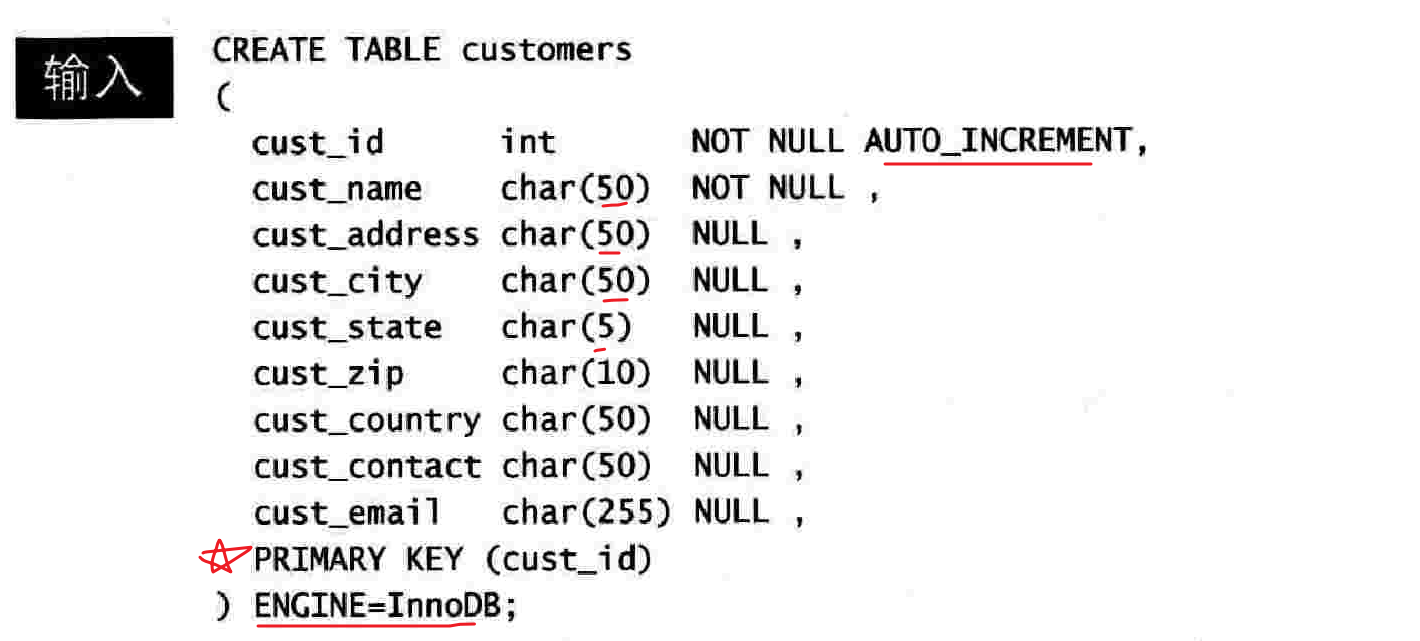 输入
CREATE TABLE customers
(
cust_id int NOT NULL AUTO_INCREMENT,
cust_name char(50) NOT NULL ,
cust_address char(50) NULL ,
cust_city char(50) NULL ,
cust_state char(5) NULL ,
cust_zip char(10) NULL ,
cust_country char(50) NULL ,
cust_contact char(50) NULL ,
cust_email char(255) NULL ,
PRIMARY KEY (cust_id)
) ENGINE=InnoDB;